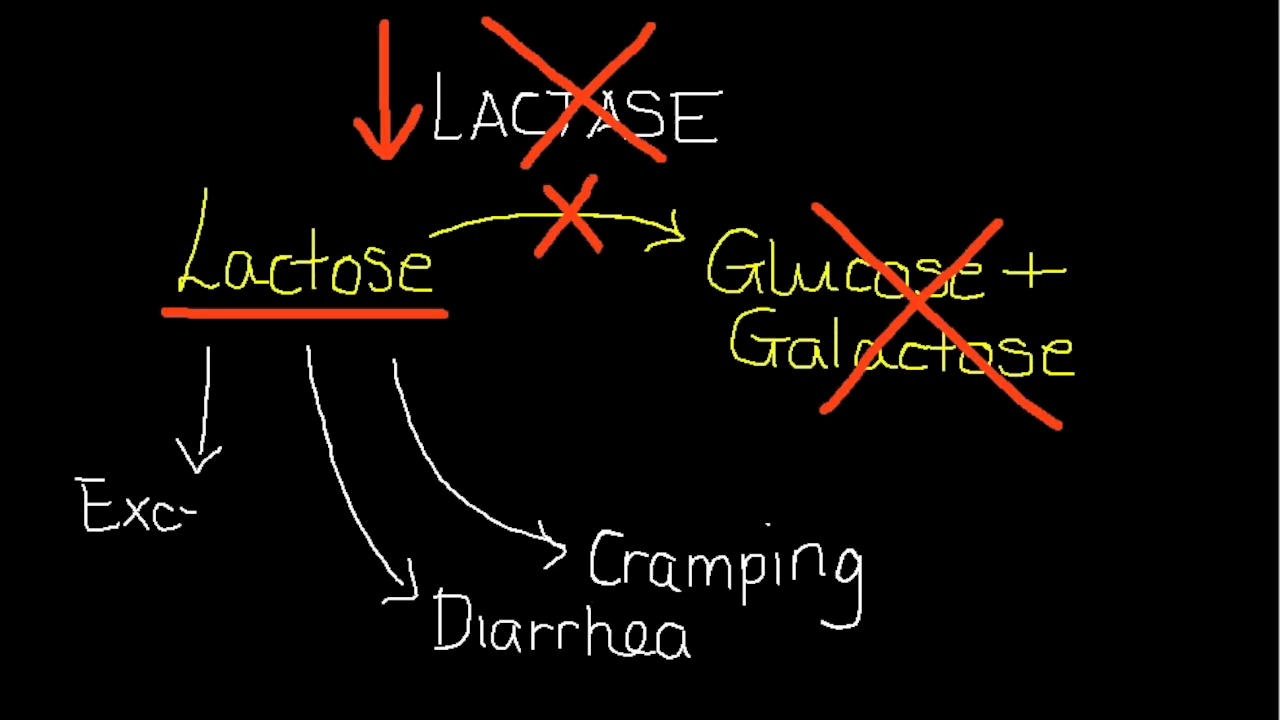 LACTASE
Lactose
Glucose +
Galactose
Exc
Cramping
Diarrhea